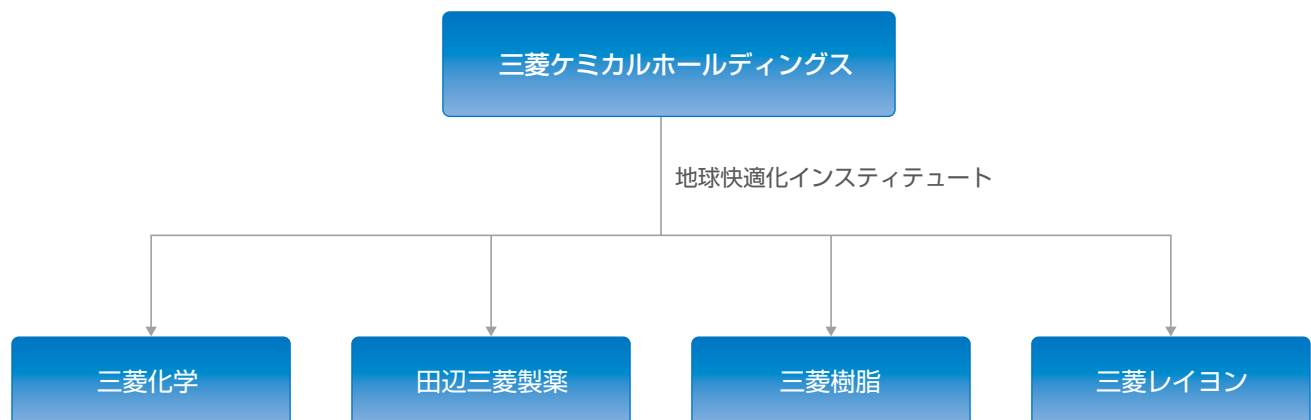 三菱ケミカルホールディングス
地球快適化インスティテュート
三菱化学
田辺三菱製薬
三菱樹脂
三菱レイヨン